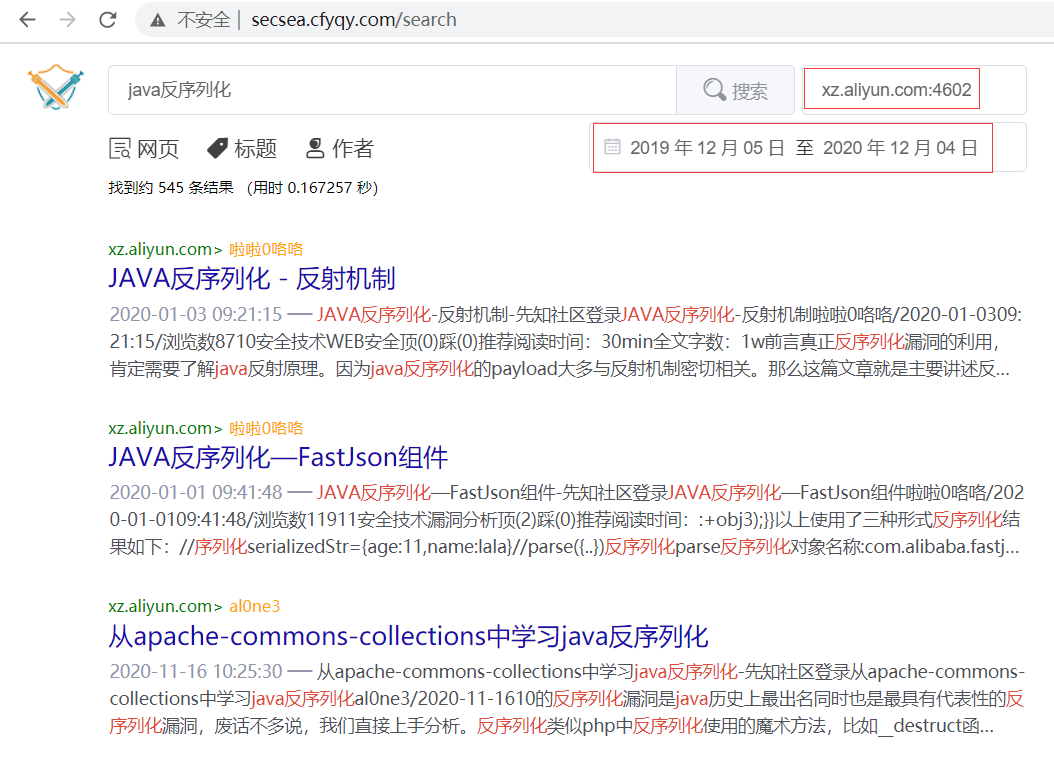 不安全 | secsea.cfyqy.com/search
java反序列化 搜索 xz.aliyun.com:4602
网页 标题 作者 2019 年 12 月 05 日 至 2020 年 12 月 04 日
找到约 545 条结果 （用时 0.167257 秒）
xz.aliyun.com> 啦啦0咯咯
JAVA反序列化 - 反射机制
2020-01-03 09:21:15 — JAVA反序列化-反射机制-先知社区登录JAVA反序列化-反射机制啦啦0咯咯/2020-01-0309:
21:15/浏览数8710安全技术WEB安全顶(0)踩(0)推荐阅读时间：30min全文字数：1w前言真正反序列化漏洞的利用，
肯定需要了解java反射原理。因为java反序列化的payload大多与反射机制密切相关。那么这篇文章就是主要讲述反...
xz.aliyun.com> 啦啦0咯咯
JAVA反序列化—FastJson组件
2020-01-01 09:41:48 — JAVA反序列化—FastJson组件-先知社区登录JAVA反序列化—FastJson组件啦啦0咯咯/202
0-01-0109:41:48/浏览数11911安全技术漏洞分析顶(2)踩(0)推荐阅读时间：:+obj3);}}以上使用了三种形式反序列化结
果如下：//序列化serializedStr={age:11,name:lala}//parse({..})反序列化parse反序列化对象名称:com.alibaba.fastj...
xz.aliyun.com> al0ne3
从apache-commons-collections中学习java反序列化
2020-11-16 10:25:30 — 从apache-commons-collections中学习java反序列化-先知社区登录从apache-commons-
collections中学习java反序列化al0ne3/2020-11-1610的反序列化漏洞是java历史上最出名同时也是最具有代表性的反
序列化漏洞，废话不多说，我们直接上手分析。反序列化类似php中反序列化使用的魔术方法，比如__destruct函...